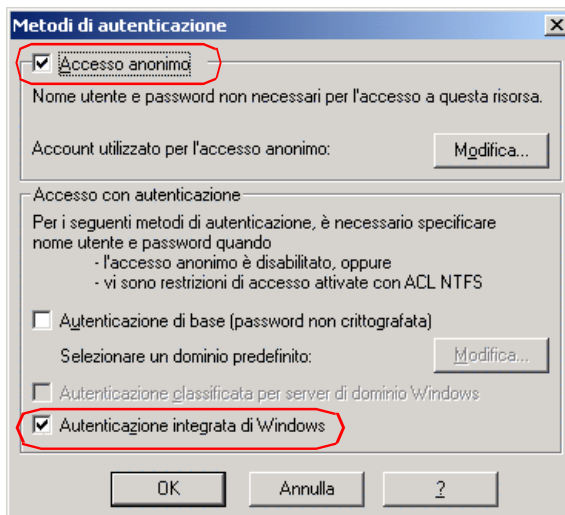 Metodi di autenticazione
Accesso anonimo
Nome utente e password non necessari per l'accesso a questa risorsa.
Account utilizzato per l'accesso anonimo:
Modifica...
Accesso con autenticazione
Per i seguenti metodi di autenticazione, è necessario specificare
nome utente e password quando
- l'accesso anonimo è disabilitato, oppure
- vi sono restrizioni di accesso attivate con ACL NTFS
Autenticazione di base (password non crittografata)
Selezionare un dominio predefinito:
Modifica...
Autenticazione classificata per server di dominio Windows
Autenticazione integrata di Windows
OK
Annulla
?